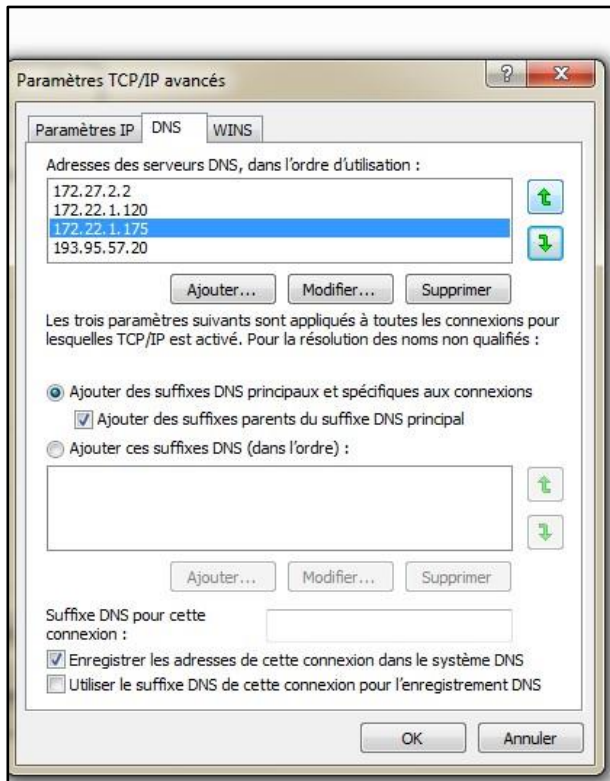 Paramètres TCP/IP avancés
Paramètres IP DNS WINS
Adresses des serveurs DNS, dans l'ordre d'utilisation :
172.27.2.2
172.22.1.120
172.22.1.175
193.95.57.20
Ajouter... Modifier... Supprimer
Les trois paramètres suivants sont appliqués à toutes les connexions pour
lesquelles TCP/IP est activé. Pour la résolution des noms non qualifiés :
Ajouter des suffixes DNS principaux et spécifiques aux connexions
Ajouter des suffixes parents du suffixe DNS principal
Ajouter ces suffixes DNS (dans l'ordre) :
Ajouter... Modifier... Supprimer
Suffixe DNS pour cette
connexion :
Enregistrer les adresses de cette connexion dans le système DNS
Utiliser le suffixe DNS de cette connexion pour l'enregistrement DNS
OK Annuler